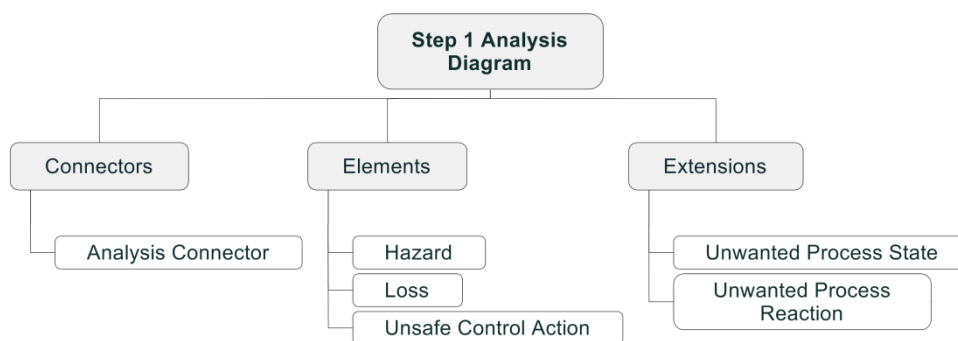 Step 1 Analysis
Diagram
Connectors
Elements
Extensions
Analysis Connector
Hazard
Unwanted Process State
Loss
Unwanted Process
Reaction
Unsafe Control Action